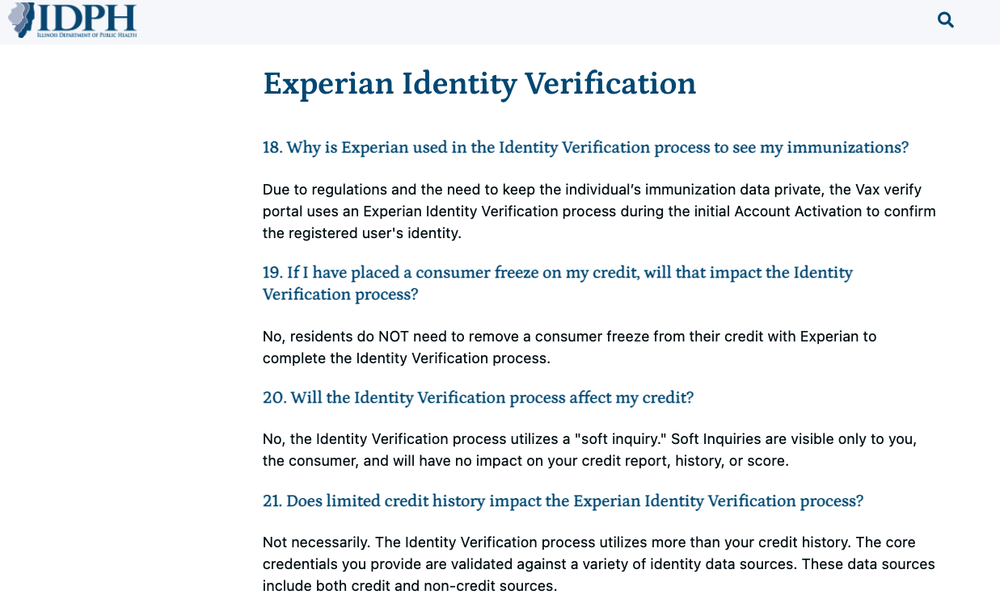 IDPH
ILLINOIS DEPARTMENT OF PUBLIC HEALTH
Experian Identity Verification
18. Why is Experian used in the Identity Verification process to see my immunizations?
Due to regulations and the need to keep the individual’s immunization data private, the Vax verify
portal uses an Experian Identity Verification process during the initial Account Activation to confirm
the registered user's identity.
19. If I have placed a consumer freeze on my credit, will that impact the Identity
Verification process?
No, residents do NOT need to remove a consumer freeze from their credit with Experian to
complete the Identity Verification process.
20. Will the Identity Verification process affect my credit?
No, the Identity Verification process utilizes a "soft inquiry." Soft Inquiries are visible only to you,
the consumer, and will have no impact on your credit report, history, or score.
21. Does limited credit history impact the Experian Identity Verification process?
Not necessarily. The Identity Verification process utilizes more than your credit history. The core
credentials you provide are validated against a variety of identity data sources. These data sources
include both credit and non-credit sources.